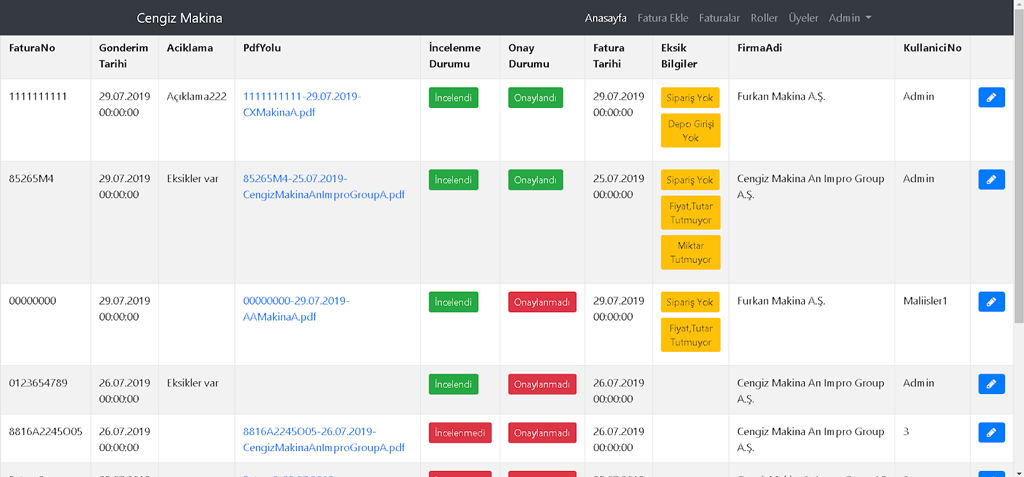 Cengiz Makina
Anasayfa Fatura Ekle Faturalar Roller Üyeler Admin
FaturaNo Gonderim Tarihi Aciklama PdfYolu İncelenme Durumu Onay Durumu Fatura Tarihi Eksik Bilgiler FirmaAdi KullaniciNo
1111111111 29.07.2019 Açıklama222 1111111111-29.07.2019- İncelendi Onaylandı 29.07.2019 Sipariş Yok Furkan Makina A.Ş. Admin
00:00:00 CXMakinaA.pdf 00:00:00 Depo Girişi
Yok
85265M4 29.07.2019 Eksikler var 85265M4-25.07.2019- İncelendi Onaylandı 25.07.2019 Sipariş Yok Cengiz Makina An Impro Group Admin
00:00:00 CengizMakinaAnImproGroupA.pdf 00:00:00 Fiyat,Tutar A.Ş.
Tutmuyor
Miktar
Tutmuyor
00000000 29.07.2019 00000000-29.07.2019- İncelendi Onaylanmadı 29.07.2019 Sipariş Yok Furkan Makina A.Ş. Maliisler1
00:00:00 AAMakinaA.pdf 00:00:00 Fiyat,Tutar
Tutmuyor
0123654789 26.07.2019 Eksikler var İncelendi Onaylanmadı 26.07.2019 Cengiz Makina An Impro Group Admin
00:00:00 00:00:00 A.Ş.
8816A2245O05 26.07.2019 8816A2245O05-26.07.2019- İncelenmedi Onaylanmadı 26.07.2019 Cengiz Makina An Impro Group 3
00:00:00 CengizMakinaAnImproGroupA.pdf 00:00:00 A.Ş.